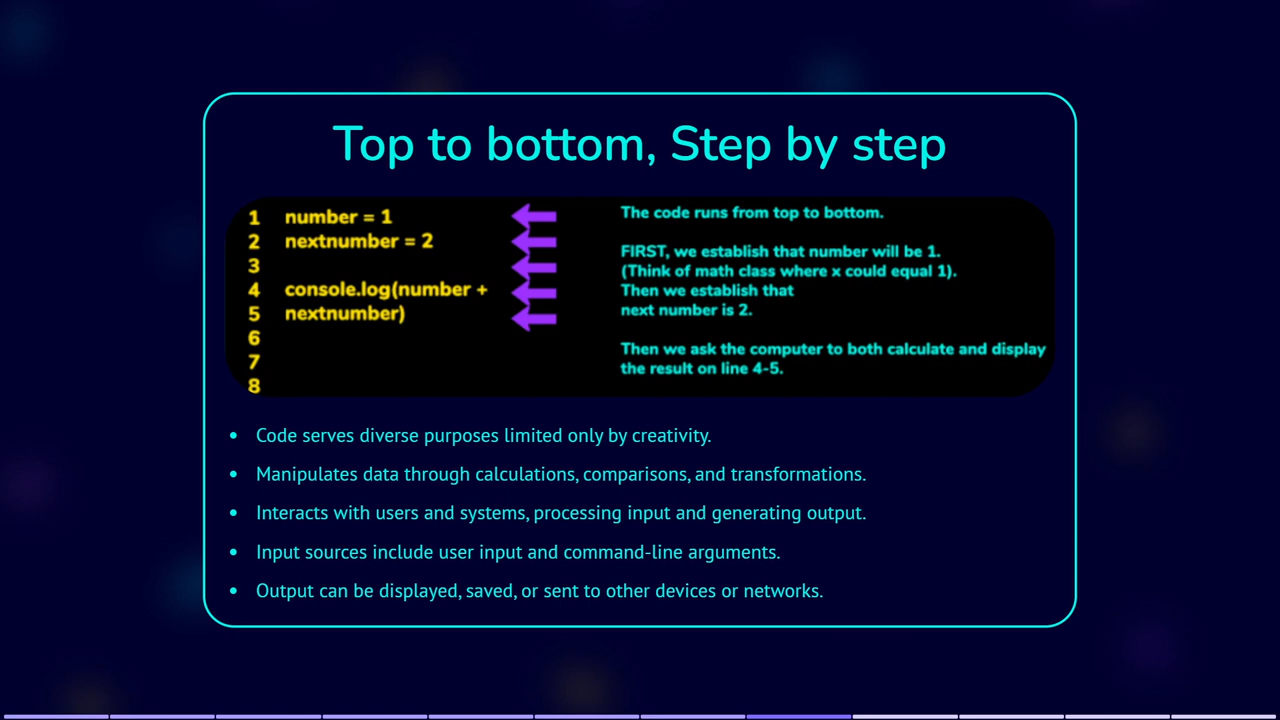 Top to bottom, Step by step
1 number = 1
2 nextnumber = 2
3
4 console.log(number +
5 nextnumber)
6
7
8
The code runs from top to bottom.
FIRST, we establish that number will be 1.
(Think of math class where x could equal 1).
Then we establish that
next number is 2.
Then we ask the computer to both calculate and display
the result on line 4-5.
• Code serves diverse purposes limited only by creativity.
• Manipulates data through calculations, comparisons, and transformations.
• Interacts with users and systems, processing input and generating output.
• Input sources include user input and command-line arguments.
• Output can be displayed, saved, or sent to other devices or networks.